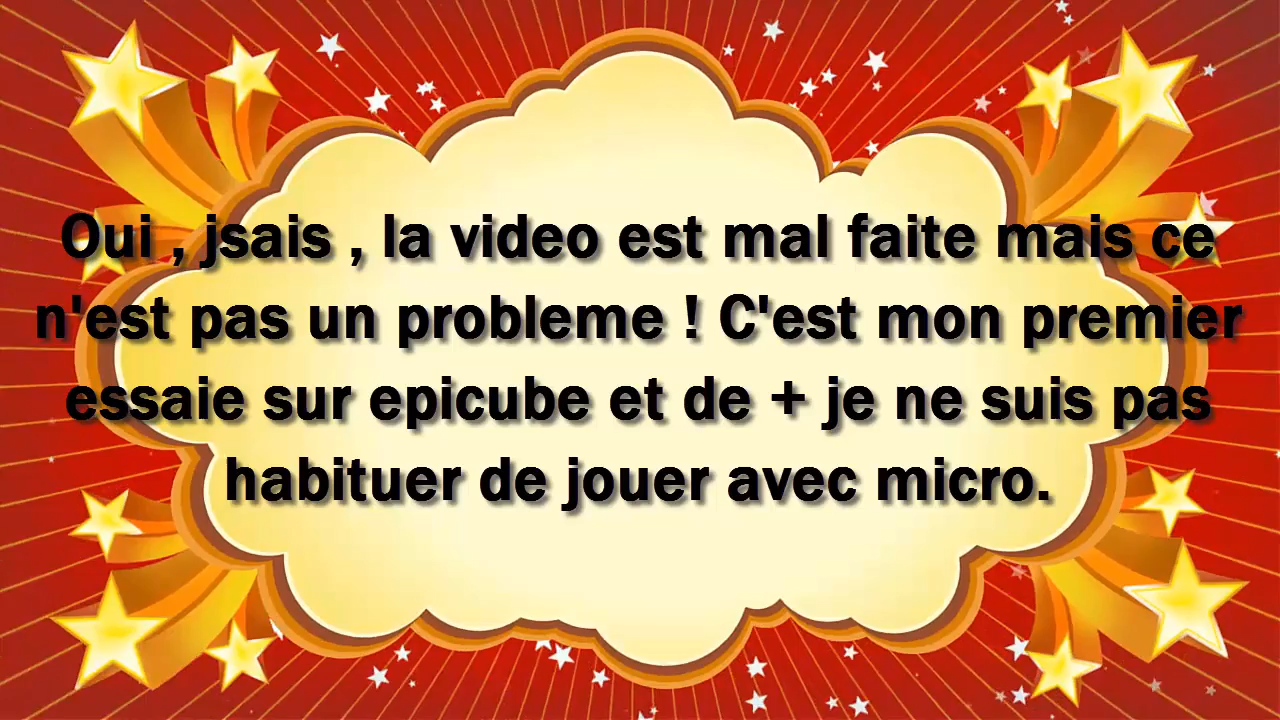 Oui , jsais , la video est mal faite mais ce
n'est pas un probleme ! C'est mon premier
essaie sur epicube et de + je ne suis pas
habituer de jouer avec micro.